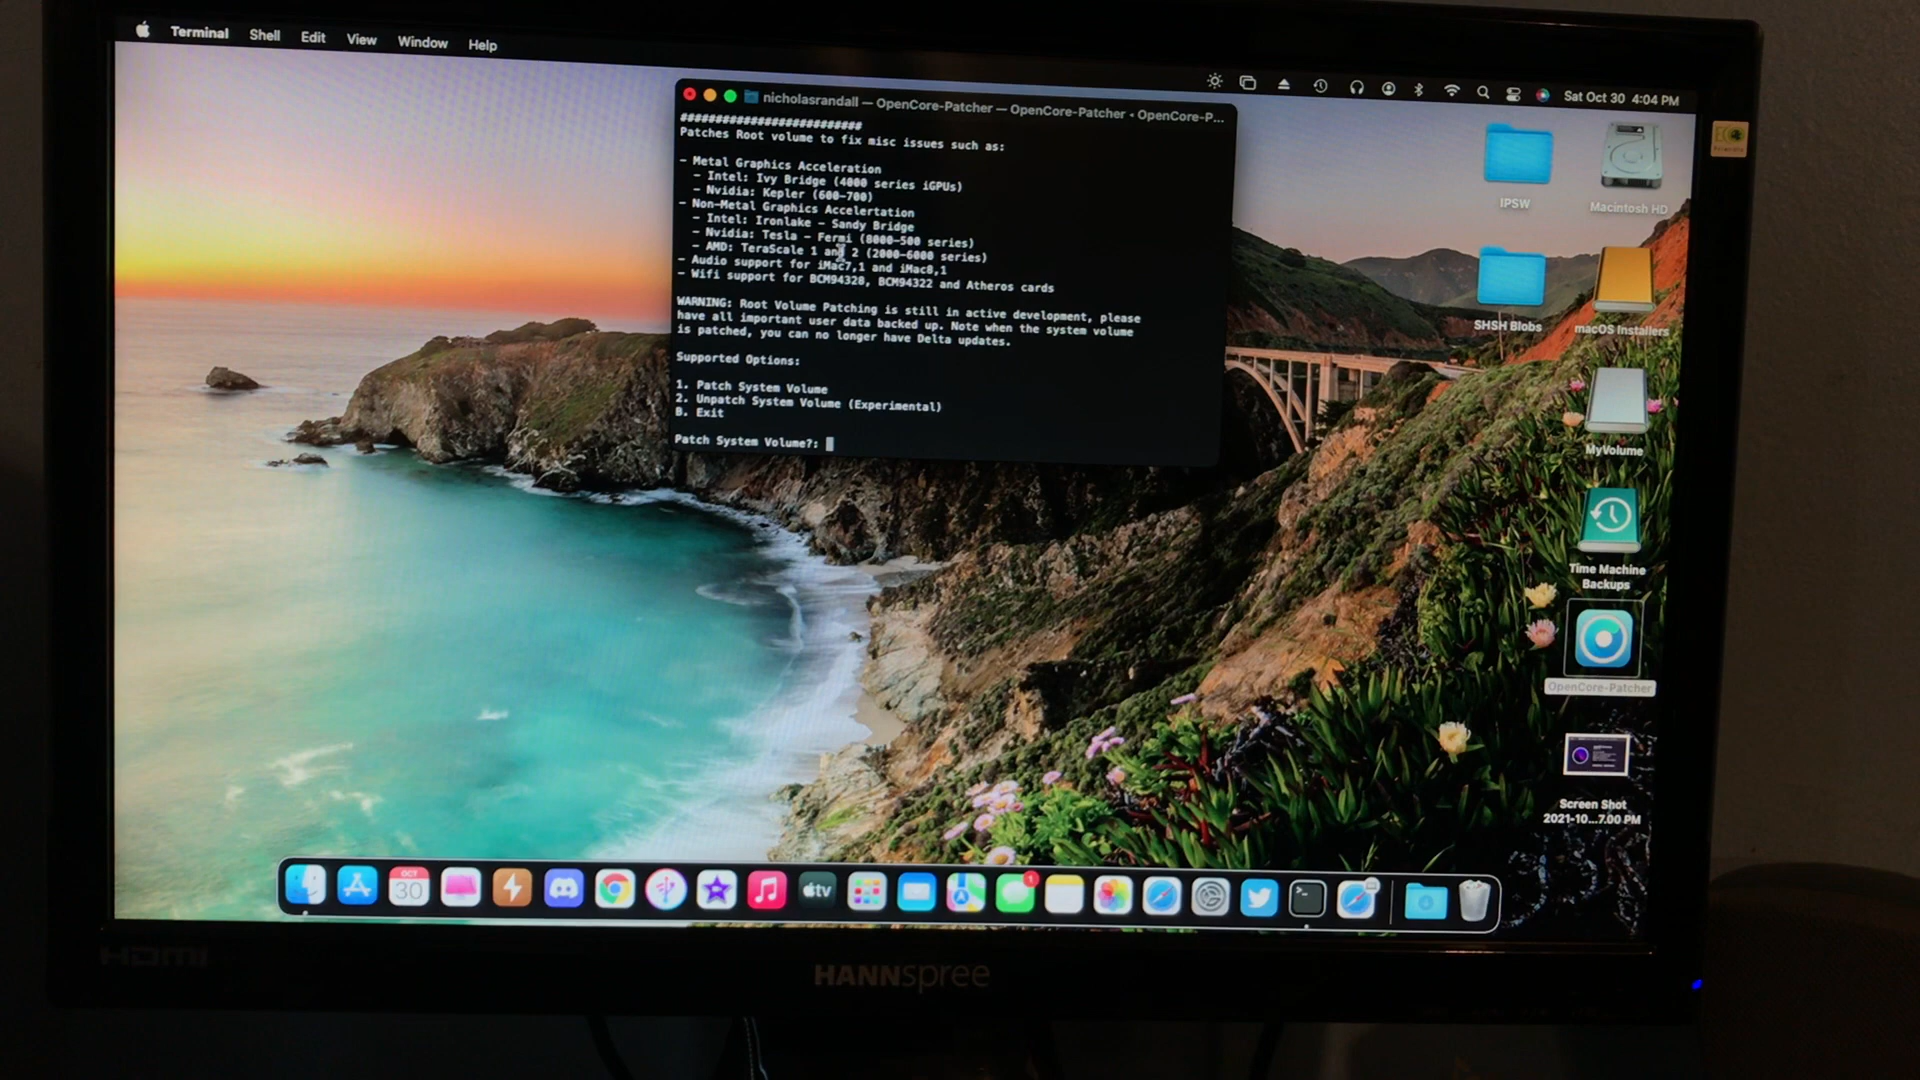 Terminal Shell Edit View Window Help
Sat Oct 30 4:04 PM
nicholasrandall — OpenCore-Patcher — OpenCore-Patcher • OpenCore-P...
##########################
Patches Root volume to fix misc issues such as:
- Metal Graphics Acceleration
- Intel: Ivy Bridge (4000 series iGPUs)
- Nvidia: Kepler (600-700)
- Non-Metal Graphics Accelertation
- Intel: Ironlake - Sandy Bridge
- Nvidia: Tesla - Fermi (8000-500 series)
- AMD: TeraScale 1 and 2 (2000-6000 series)
- Audio support for iMac7,1 and iMac8,1
- Wifi support for BCM94328, BCM94322 and Atheros cards
WARNING: Root Volume Patching is still in active development, please
have all important user data backed up. Note when the system volume
is patched, you can no longer have Delta updates.
Supported Options:
1. Patch System Volume
2. Unpatch System Volume (Experimental)
B. Exit
Patch System Volume?:
IPSW
Macintosh HD
SHSH Blobs
macOS Installers
MyVolume
Time Machine
Backups
OpenCore-Patcher
Screen Shot
2021-10...7.00 PM
OCT
30
tv
1
HDMI
HANNspree